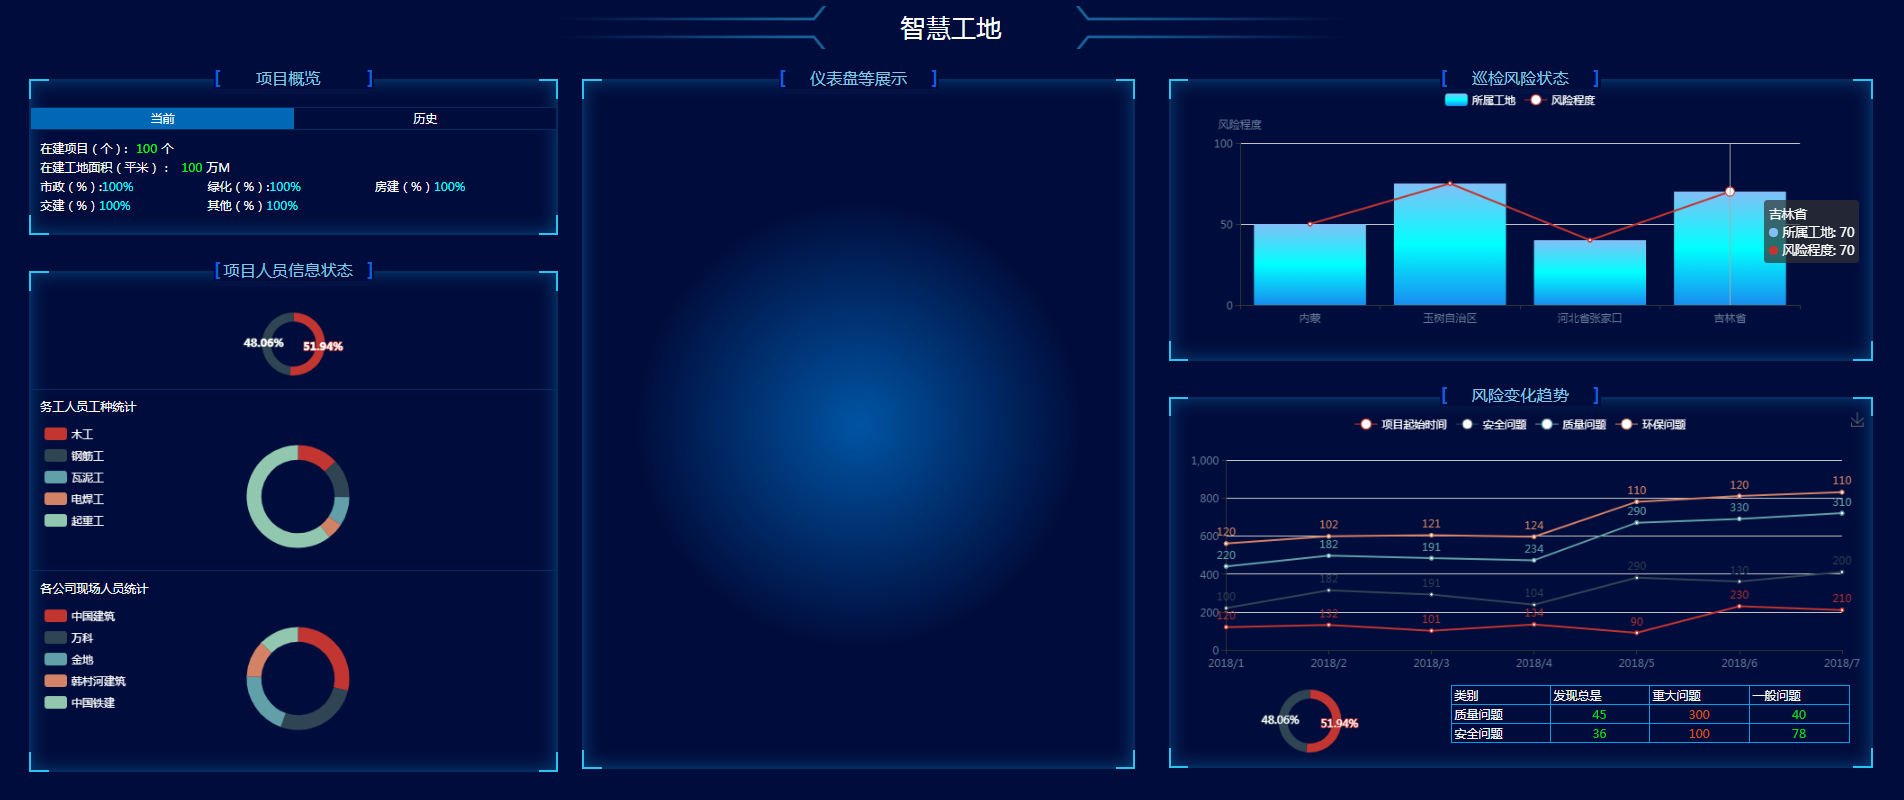 智慧工地
[ 项目概览 ]
当前 历史
在建项目（个）: 100 个
在建工地面积（平米）： 100 万M
市政（%）:100% 绿化（%）:100% 房建（%）100%
交建（%）100% 其他（%）100%
[ 项目人员信息状态 ]
48.06% 51.94%
务工人员工种统计
木工
钢筋工
瓦泥工
电焊工
起重工
各公司现场人员统计
中国建筑
万科
金地
韩村河建筑
中国铁建
[ 仪表盘等展示 ]
[ 巡检风险状态 ]
所属工地 风险程度
风险程度
100
50
0
内蒙 玉树自治区 河北省张家口 吉林省
吉林省
所属工地: 70
风险程度: 70
[ 风险变化趋势 ]
项目起始时间 安全问题 质量问题 环保问题
1,000
800
600
400
200
0
120 102 121 124 110 120 110
220 182 191 234 290 330 310
100 182 191 104 290 130 200
120 132 101 134 90 230 210
2018/1 2018/2 2018/3 2018/4 2018/5 2018/6 2018/7
48.06% 51.94%
类别 发现总是 重大问题 一般问题
质量问题 45 300 40
安全问题 36 100 78